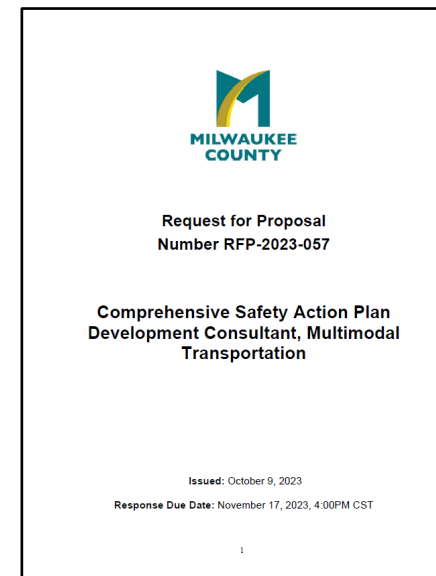 MILWAUKEE
COUNTY
Request for Proposal
Number RFP-2023-057
Comprehensive Safety Action Plan
Development Consultant, Multimodal
Transportation
Issued: October 9, 2023
Response Due Date: November 17, 2023, 4:00PM CST
1